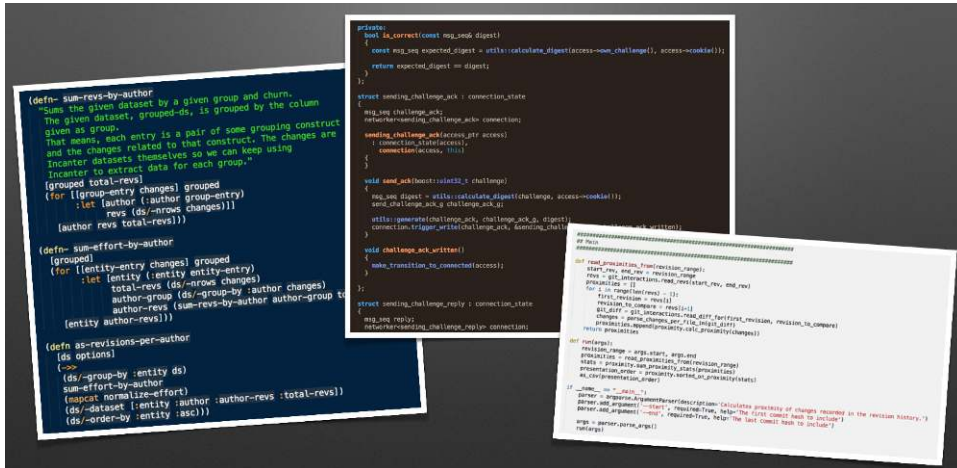 (defn- sum-revs-by-author
"Sums the given dataset by a given group and churn.
The given dataset, grouped-ds, is grouped by the column
given as group.
That means, each entry is a pair of some grouping construct
and the changes related to that construct. The changes are
Incanter datasets themselves so we can keep using
Incanter to extract data for each group."
[grouped total-revs]
(for [[group-entry changes] grouped
:let [author (:author group-entry)
revs (ds/-nrows changes)]]
[author revs total-revs]))
(defn- sum-effort-by-author
[grouped]
(for [[entity-entry changes] grouped
:let [entity (:entity entity-entry)
total-revs (ds/-nrows changes)
author-group (ds/-group-by :author changes)
author-revs (sum-revs-by-author author-group to
[entity author-revs]))
(defn as-revisions-per-author
[ds options]
(->>
(ds/-group-by :entity ds)
sum-effort-by-author
(mapcat normalize-effort)
(ds/-dataset [:entity :author :author-revs :total-revs])
(ds/-order-by :entity :asc)))
private:
bool is_correct(const msg_seq& digest)
{
const msg_seq expected_digest = utils::calculate_digest(access->own_challenge(), access->cookie());
return expected_digest == digest;
}
};
struct sending_challenge_ack : connection_state
{
msg_seq challenge_ack;
networker<sending_challenge_ack> connection;
sending_challenge_ack(access_ptr access)
: connection_state(access),
connection(access, this)
{
}
void send_ack(boost::uint32_t challenge)
{
msg_seq digest = utils::calculate_digest(challenge, access->cookie());
send_challenge_ack_g challenge_ack_g;
utils::generate(challenge_ack, challenge_ack_g, digest);
connection.trigger_write(challenge_ack, &sending_challenge_ack::challenge_ack_written);
}
void challenge_ack_written()
{
make_transition_to<connected>(access);
}
};
struct sending_challenge_reply : connection_state
{
msg_seq reply;
networker<sending_challenge_reply> connection;
## Main
def read_proximities_from(revision_range):
start_rev, end_rev = revision_range
revs = git_interactions.read_revs(start_rev, end_rev)
proximities = []
for i in range(len(revs) - 1):
first_revision = revs[i]
revision_to_compare = revs[i+1]
git_diff = git_interactions.read_diff_for(first_revision, revision_to_compare)
changes = parse_changes_per_file_in(git_diff)
proximities.append(proximity.calc_proximity(changes))
return proximities
def run(args):
revision_range = args.start, args.end
proximities = read_proximities_from(revision_range)
stats = proximity.sum_proximity_stats(proximities)
presentation_order = proximity.sorted_on_proximity(stats)
as_csv(presentation_order)
if __name__ == "__main__":
parser = argparse.ArgumentParser(description='Calculates proximity of changes recorded in the revision history.')
parser.add_argument('--start', required=True, help='The first commit hash to include')
parser.add_argument('--end', required=True, help='The last commit hash to include')
args = parser.parse_args()
run(args)